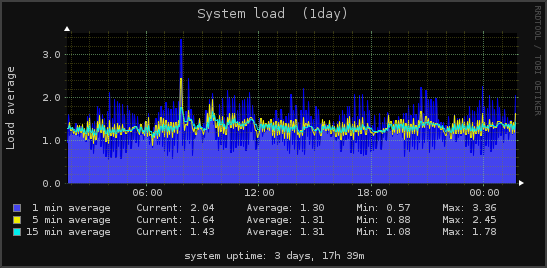 System load (1day)
RRDTOOL / TOBI OETIKER
Load average
3.0
2.0
1.0
0.0
06:00 12:00 18:00 00:00
1 min average Current: 2.04 Average: 1.30 Min: 0.57 Max: 3.36
5 min average Current: 1.64 Average: 1.31 Min: 0.88 Max: 2.45
15 min average Current: 1.43 Average: 1.31 Min: 1.08 Max: 1.78
system uptime: 3 days, 17h 39m